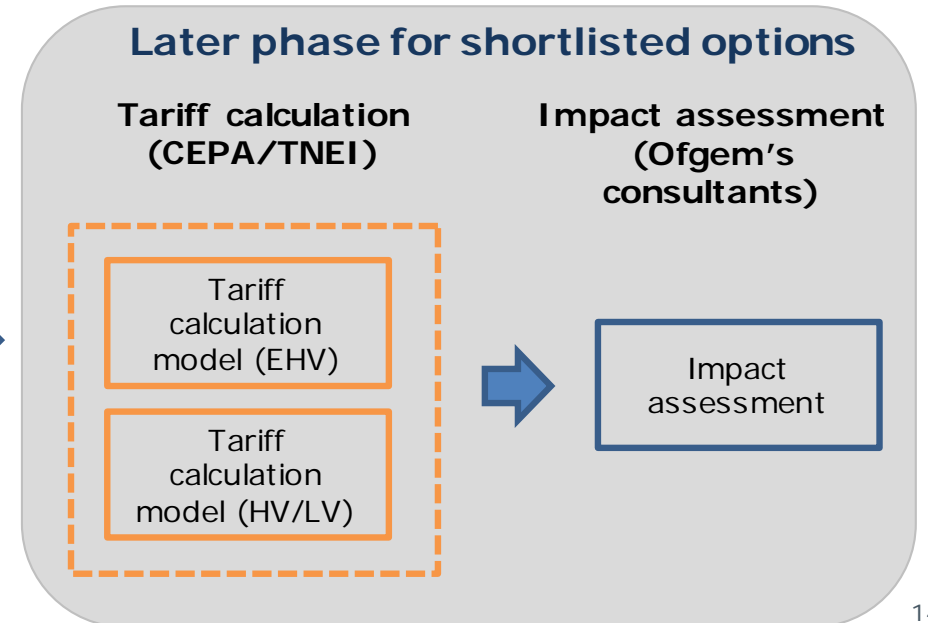 Later phase for shortlisted options
Tariff calculation
(CEPA/TNEI)
Impact assessment
(Ofgem's
consultants)
Tariff
calculation
model (EHV)
Tariff
calculation
model (HV/LV)
Impact
assessment